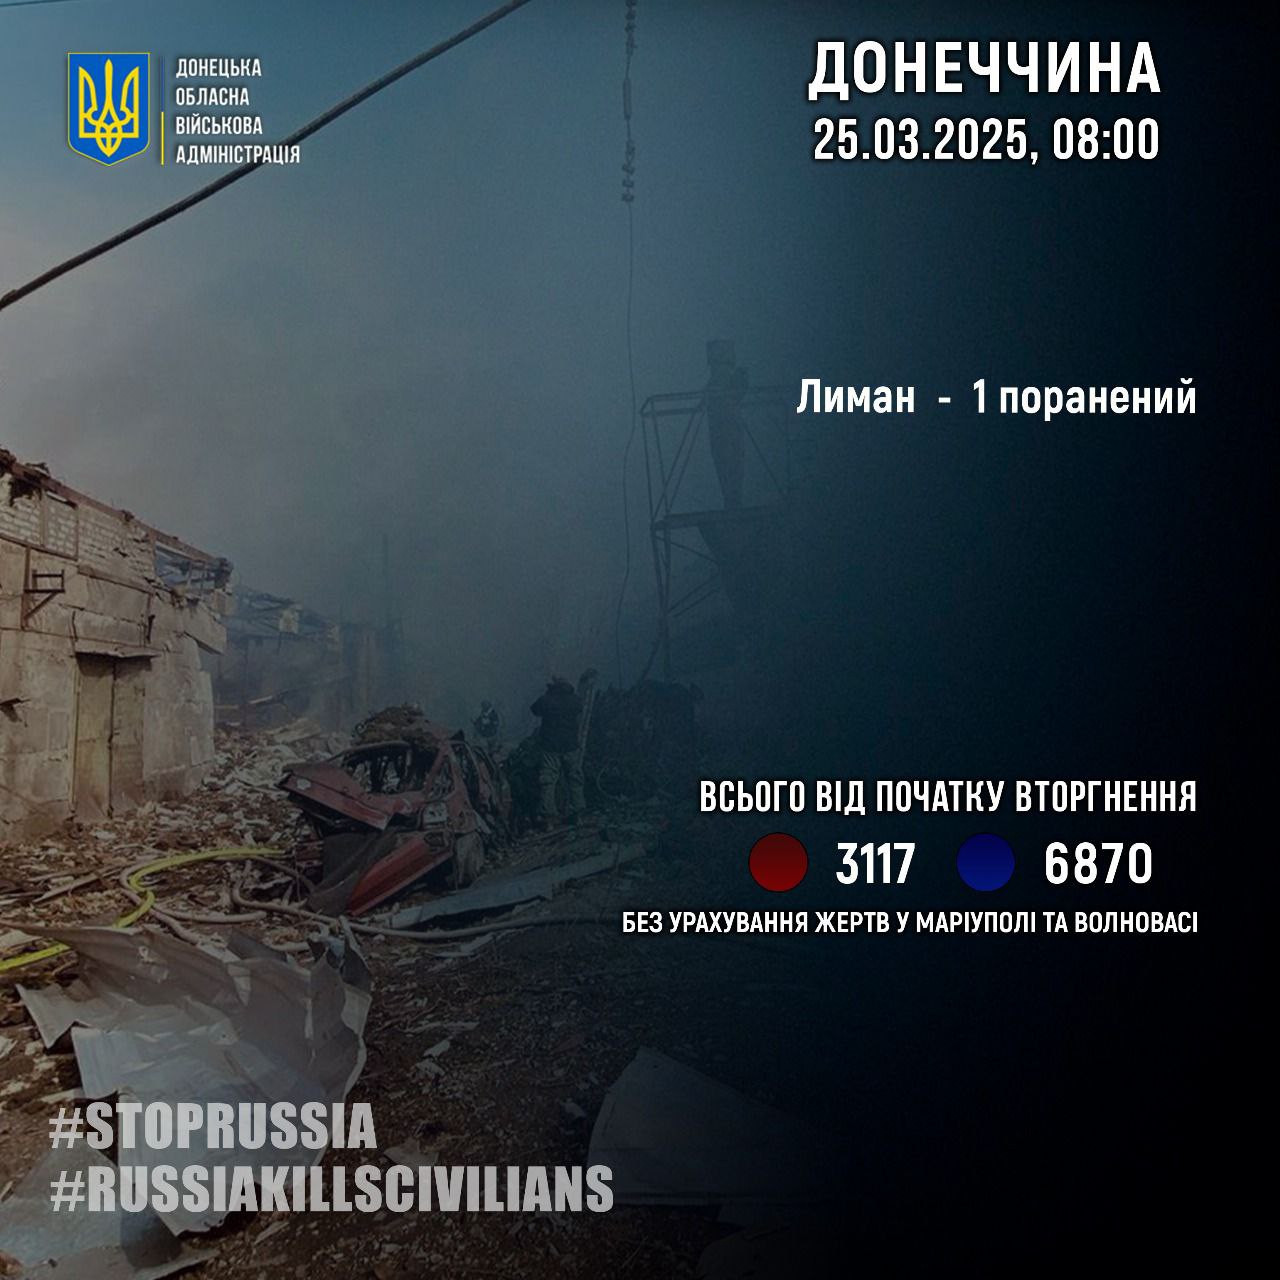 ДОНЕЦЬКА
ОБЛАСНА
ВІЙСЬКОВА
АДМІНІСТРАЦІЯ
ДОНЕЧЧИНА
25.03.2025, 08:00
Лиман - 1 поранений
ВСЬОГО ВІД ПОЧАТКУ ВТОРГНЕННЯ
3117 6870
БЕЗ УРАХУВАННЯ ЖЕРТВ У МАРІУПОЛІ ТА ВОЛНОВАСІ
#STOPRUSSIA
#RUSSIAKILLSCIVILIANS